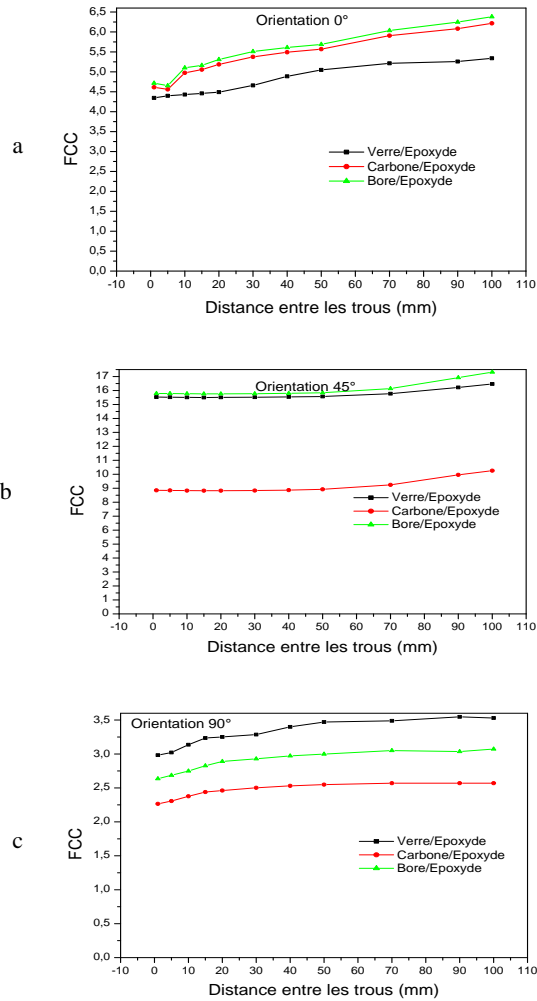 a
Orientation 0°
6,5
6,0
5,5
5,0
4,5
4,0
3,5
3,0
2,5
2,0
1,5
1,0
0,5
0,0
FCC
Verre/Epoxyde
Carbone/Epoxyde
Bore/Epoxyde
-10 0 10 20 30 40 50 60 70 80 90 100 110
Distance entre les trous (mm)
b
Orientation 45°
17
16
15
14
13
12
11
10
9
8
7
6
5
4
3
2
1
0
FCC
Verre/Epoxyde
Carbone/Epoxyde
Bore/Epoxyde
-10 0 10 20 30 40 50 60 70 80 90 100 110
Distance entre les trous (mm)
c
Orientation 90°
3,5
3,0
2,5
2,0
1,5
1,0
0,5
0,0
FCC
Verre/Epoxyde
Carbone/Epoxyde
Bore/Epoxyde
-10 0 10 20 30 40 50 60 70 80 90 100 110
Distance entre les trous (mm)